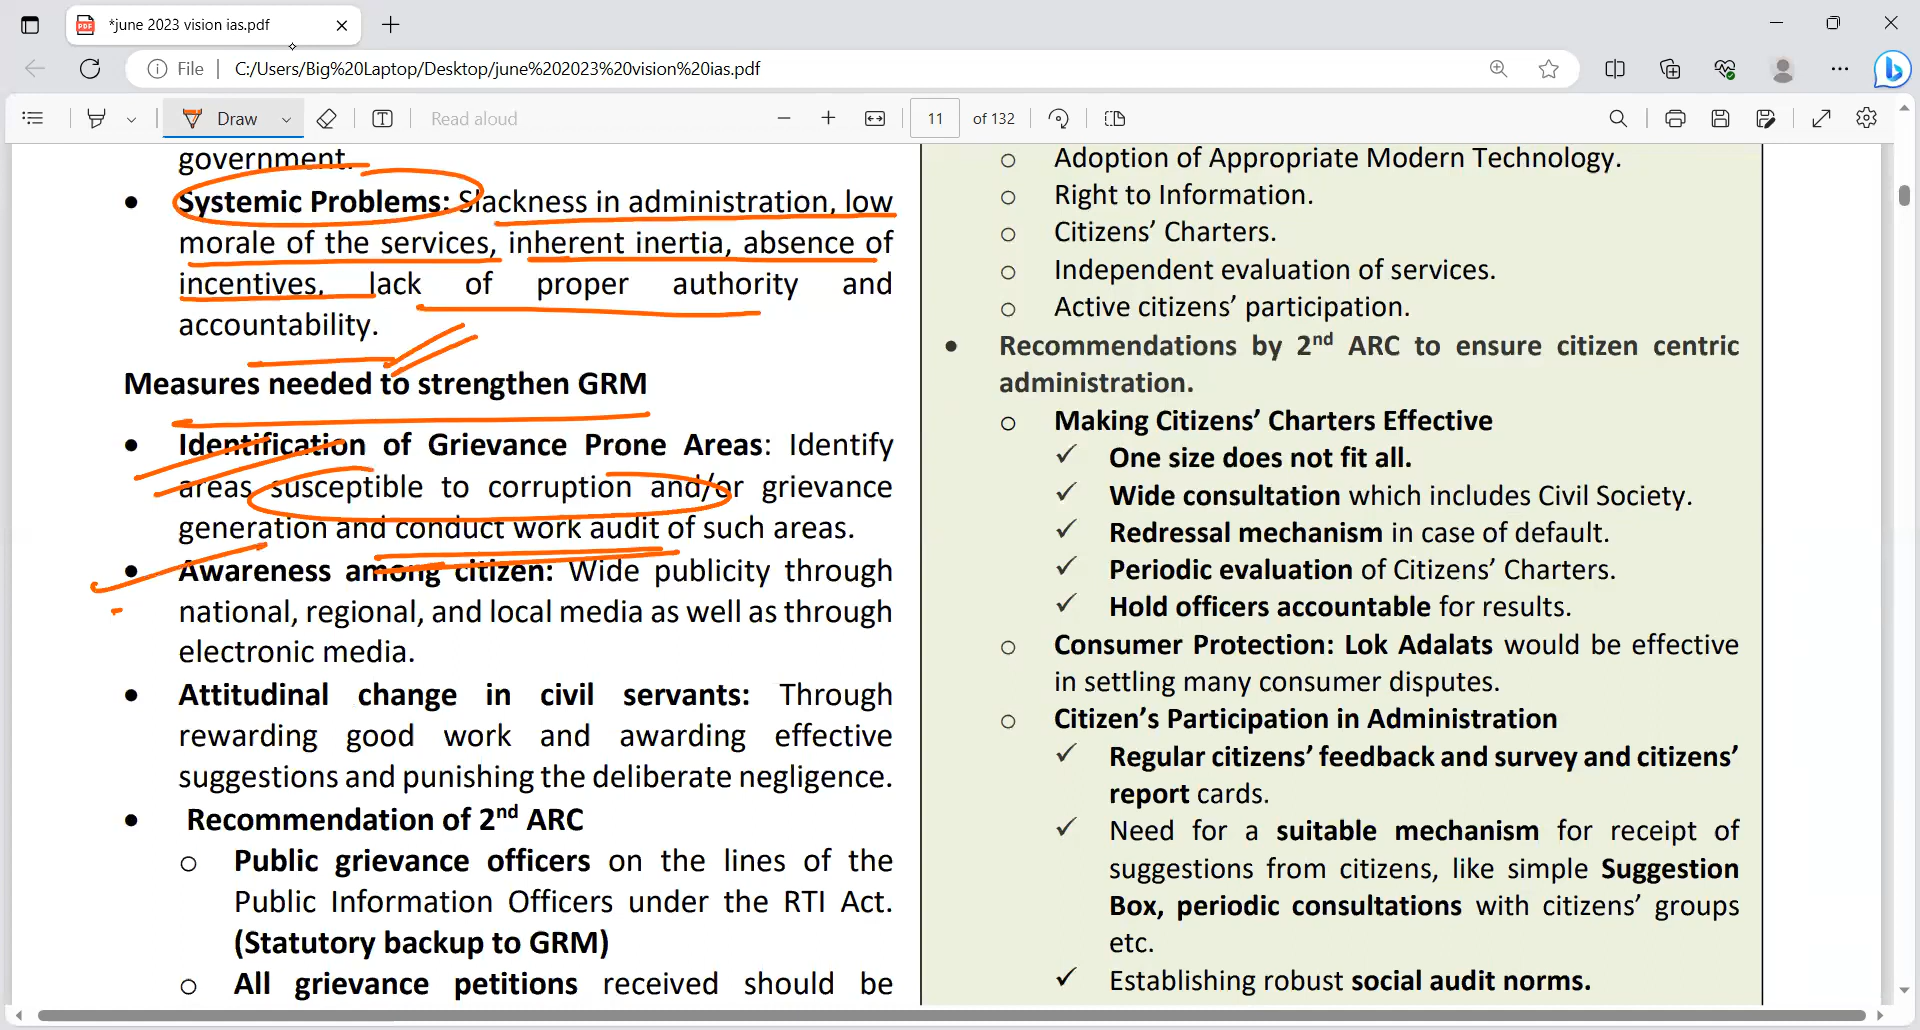 *june 2023 vision ias.pdf
File
C:/Users/Big%20Laptop/Desktop/june%202023%20vision%20ias.pdf
Draw
Read aloud
11 of 132
government.
• Systemic Problems: Slackness in administration, low
morale of the services, inherent inertia, absence of
incentives, lack of proper authority and
accountability.
Measures needed to strengthen GRM
• Identification of Grievance Prone Areas: Identify
areas susceptible to corruption and/or grievance
generation and conduct work audit of such areas.
• Awareness among citizen: Wide publicity through
national, regional, and local media as well as through
electronic media.
• Attitudinal change in civil servants: Through
rewarding good work and awarding effective
suggestions and punishing the deliberate negligence.
• Recommendation of 2nd ARC
o Public grievance officers on the lines of the
Public Information Officers under the RTI Act.
(Statutory backup to GRM)
o All grievance petitions received should be
o Adoption of Appropriate Modern Technology.
o Right to Information.
o Citizens’ Charters.
o Independent evaluation of services.
o Active citizens’ participation.
• Recommendations by 2nd ARC to ensure citizen centric
administration.
o Making Citizens’ Charters Effective
✓ One size does not fit all.
✓ Wide consultation which includes Civil Society.
✓ Redressal mechanism in case of default.
✓ Periodic evaluation of Citizens’ Charters.
✓ Hold officers accountable for results.
o Consumer Protection: Lok Adalats would be effective
in settling many consumer disputes.
o Citizen’s Participation in Administration
✓ Regular citizens’ feedback and survey and citizens’
report cards.
✓ Need for a suitable mechanism for receipt of
suggestions from citizens, like simple Suggestion
Box, periodic consultations with citizens’ groups
etc.
✓ Establishing robust social audit norms.